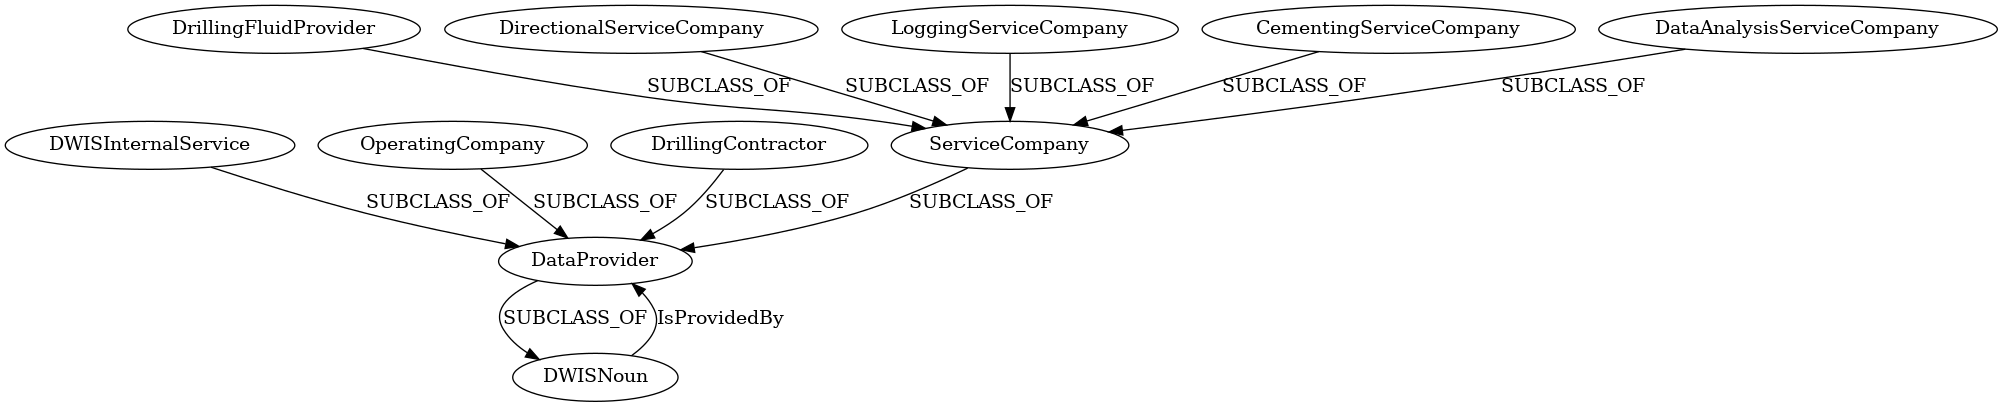 DrillingFluidProvider DirectionalServiceCompany LoggingServiceCompany CementingServiceCompany DataAnalysisServiceCompany
SUBCLASS_OF SUBCLASS_OF SUBCLASS_OF SUBCLASS_OF SUBCLASS_OF
DWISInternalService OperatingCompany DrillingContractor ServiceCompany
SUBCLASS_OF SUBCLASS_OF SUBCLASS_OF SUBCLASS_OF
DataProvider
SUBCLASS_OF IsProvidedBy
DWISNoun